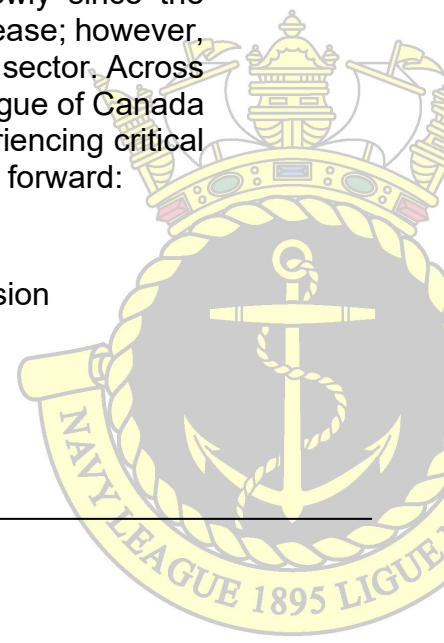 owly since the
ease; however,
sector. Across
gue of Canada
riencing critical
forward:
sion
NAVY LEAGUE 1895 LIGUE